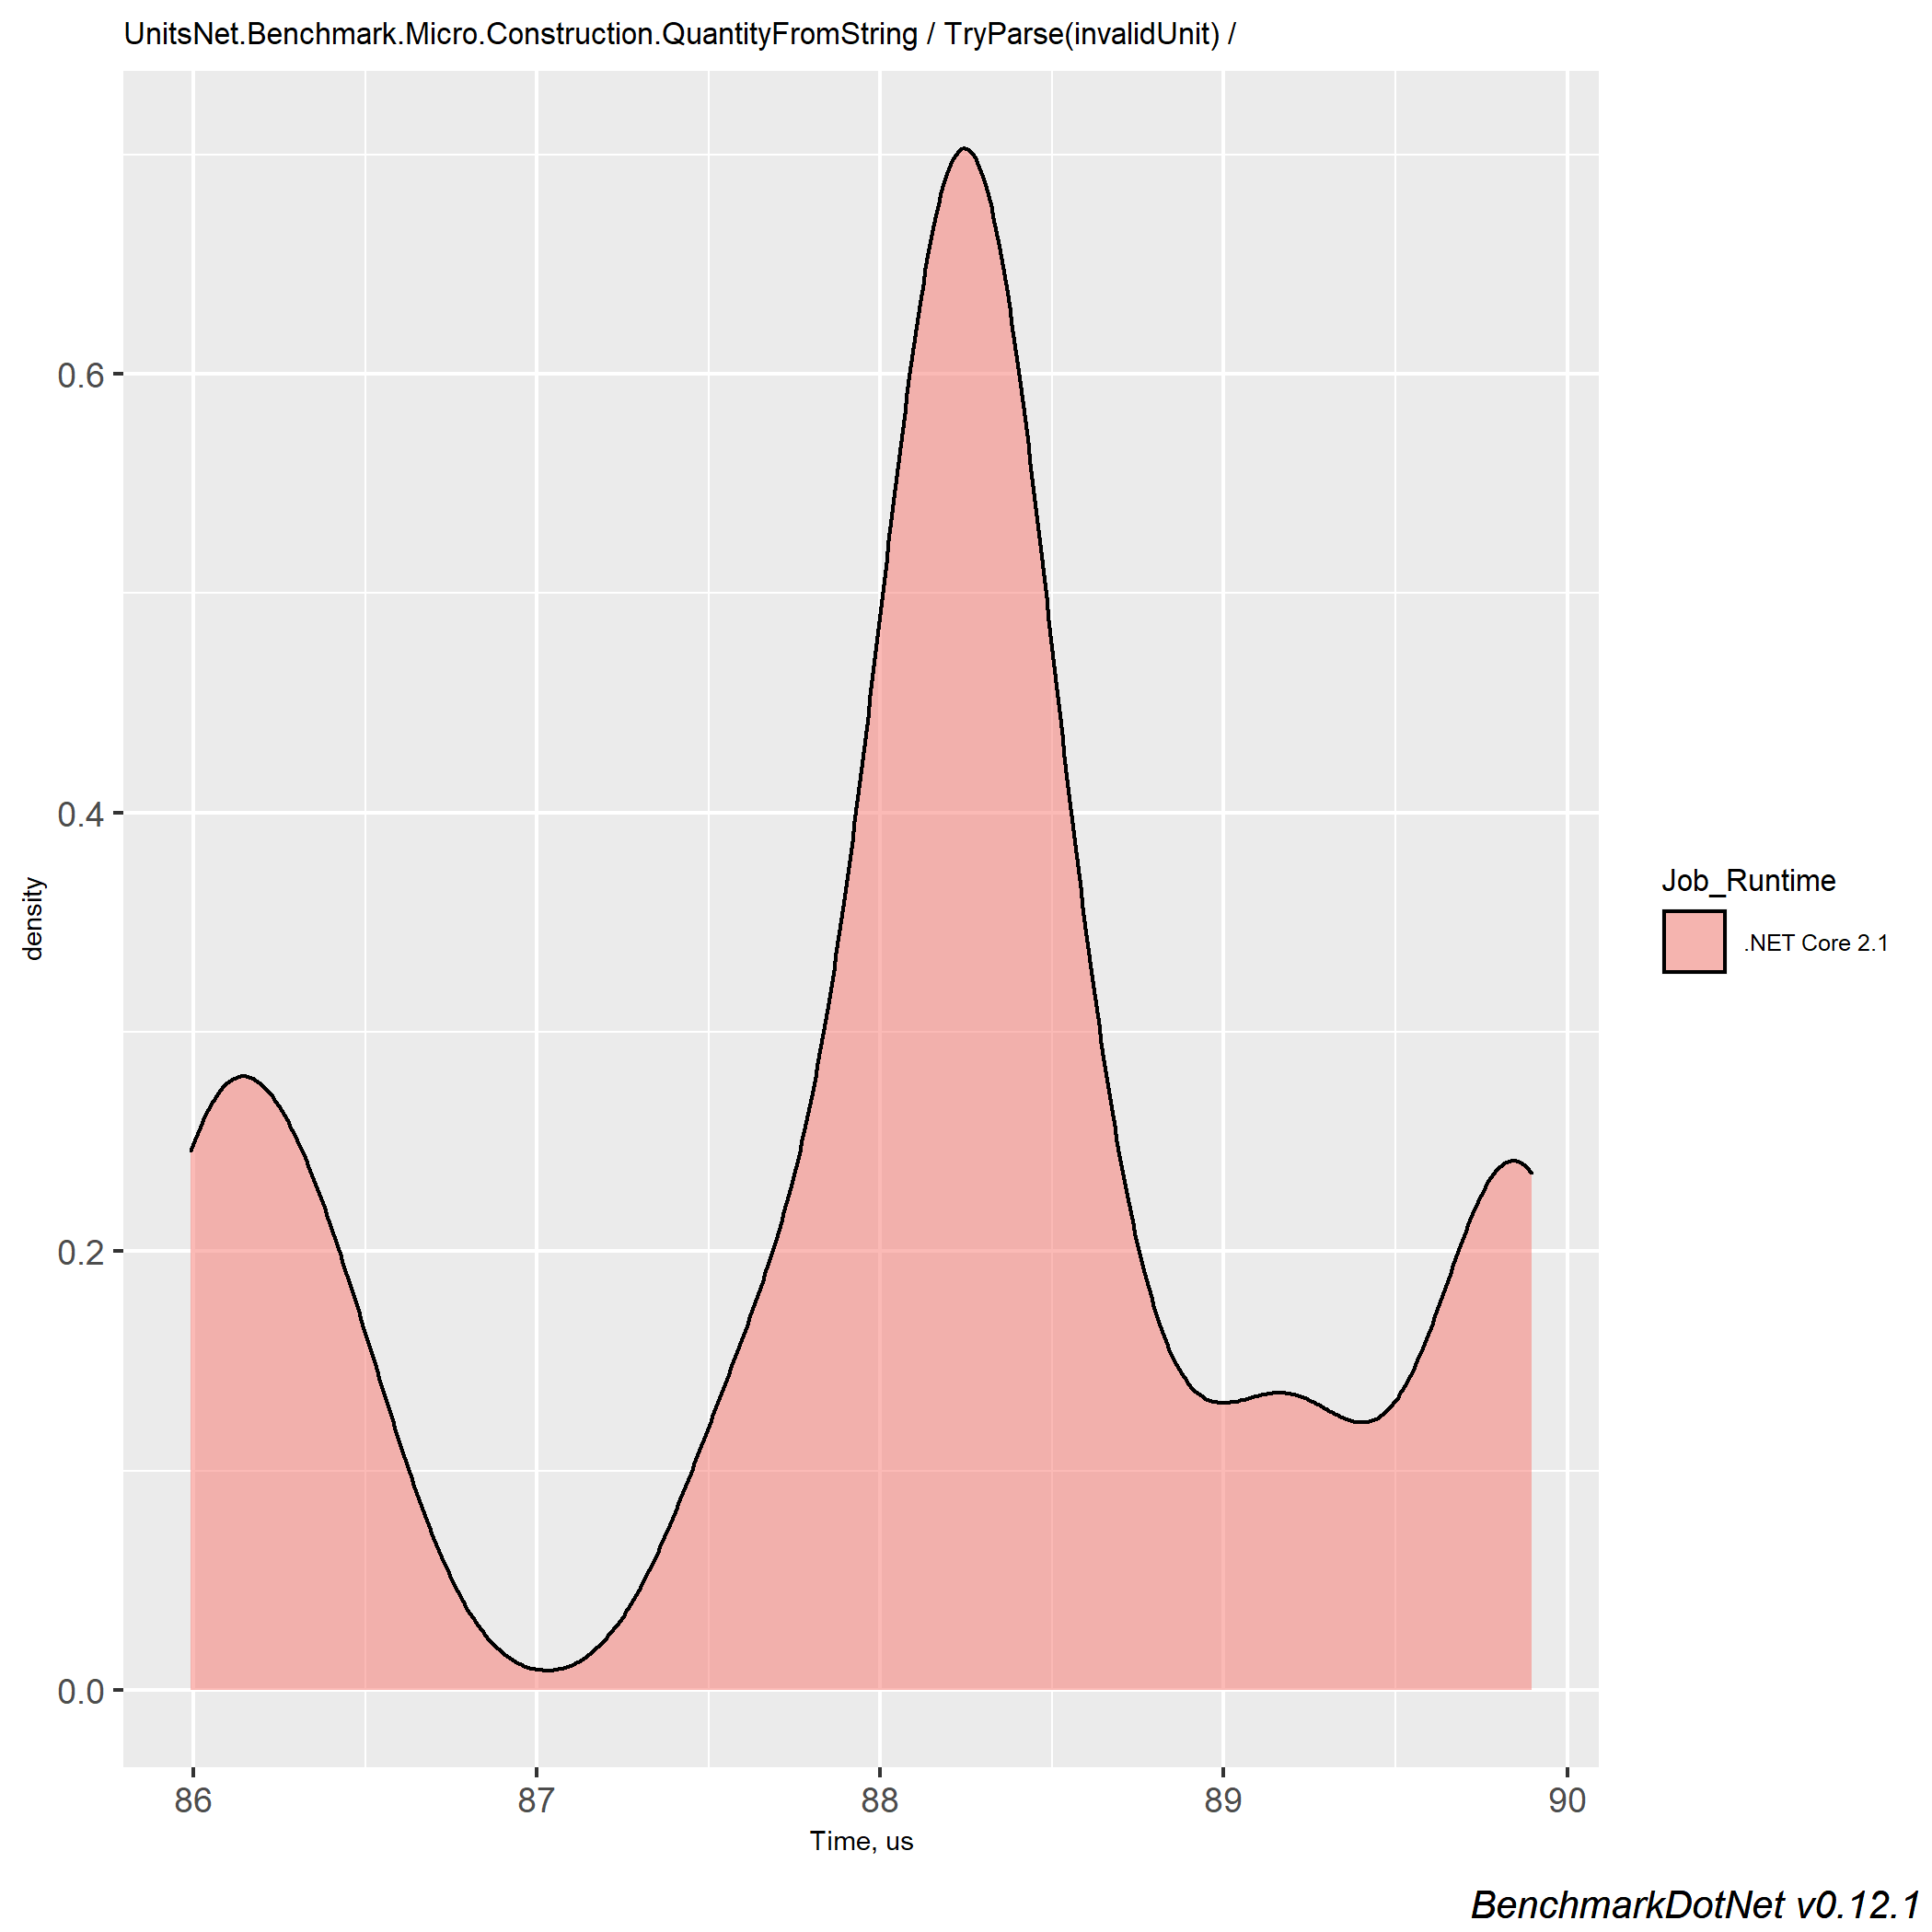 UnitsNet.Benchmark.Micro.Construction.QuantityFromString / TryParse(invalidUnit) /
0.6
0.4
0.2
0.0
density
86 87 88 89 90
Time, us
Job_Runtime
.NET Core 2.1
BenchmarkDotNet v0.12.1